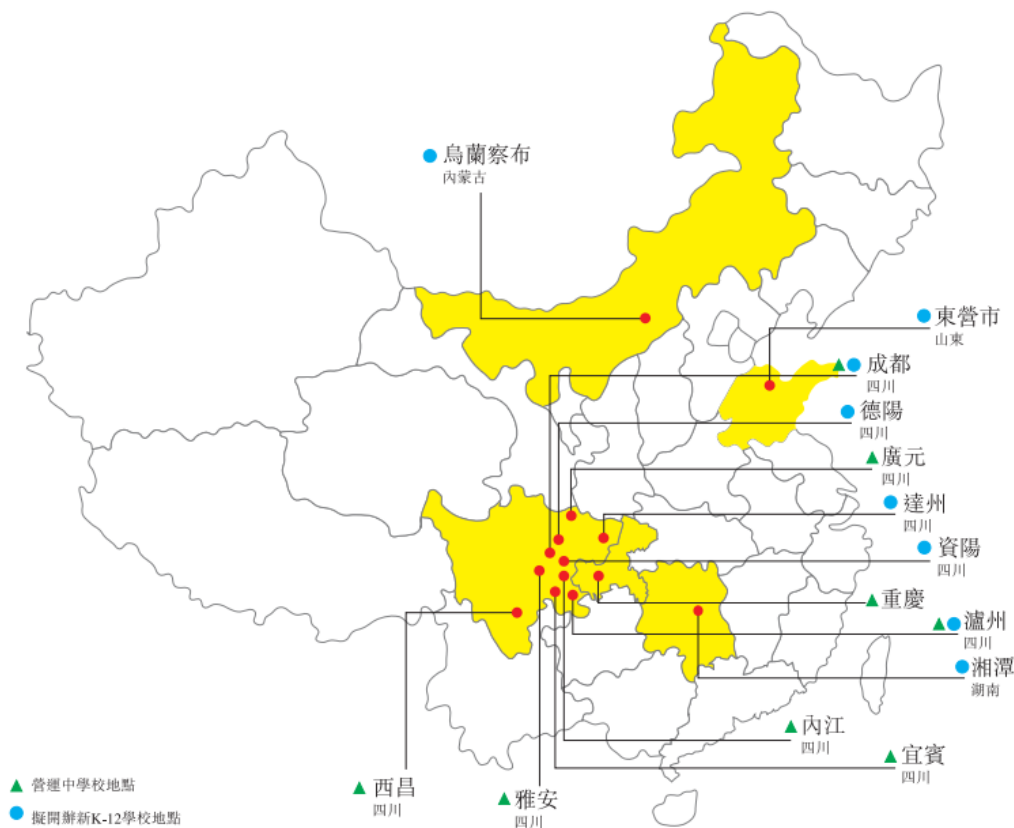 烏蘭察布
內蒙古
東營市
山東
成都
四川
德陽
四川
廣元
四川
達州
四川
資陽
四川
重慶
瀘州
四川
湘潭
湖南
內江
四川
宜賓
四川
西昌
四川
雅安
四川
營運中學校地點
擬開辦新K-12學校地點